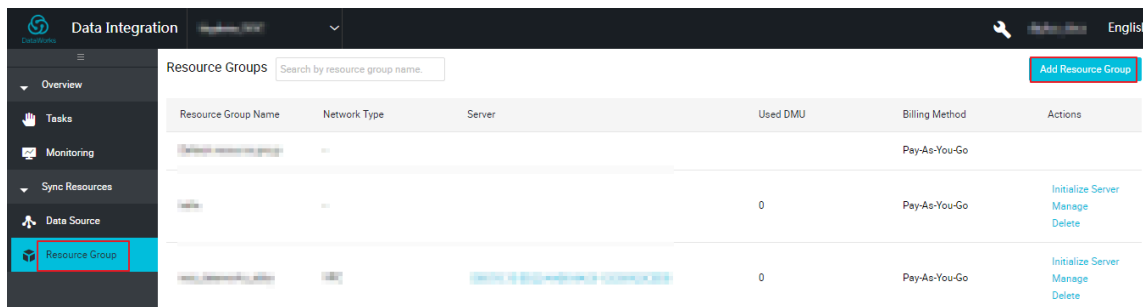 DataWorks
Data Integration
English
Overview
Tasks
Monitoring
Sync Resources
Data Source
Resource Group
Resource Groups Search by resource group name.
Add Resource Group
Resource Group Name Network Type Server Used DMU Billing Method Actions
-- Pay-As-You-Go
-- 0 Pay-As-You-Go Initialize Server
Manage
Delete
0 Pay-As-You-Go Initialize Server
Manage
Delete